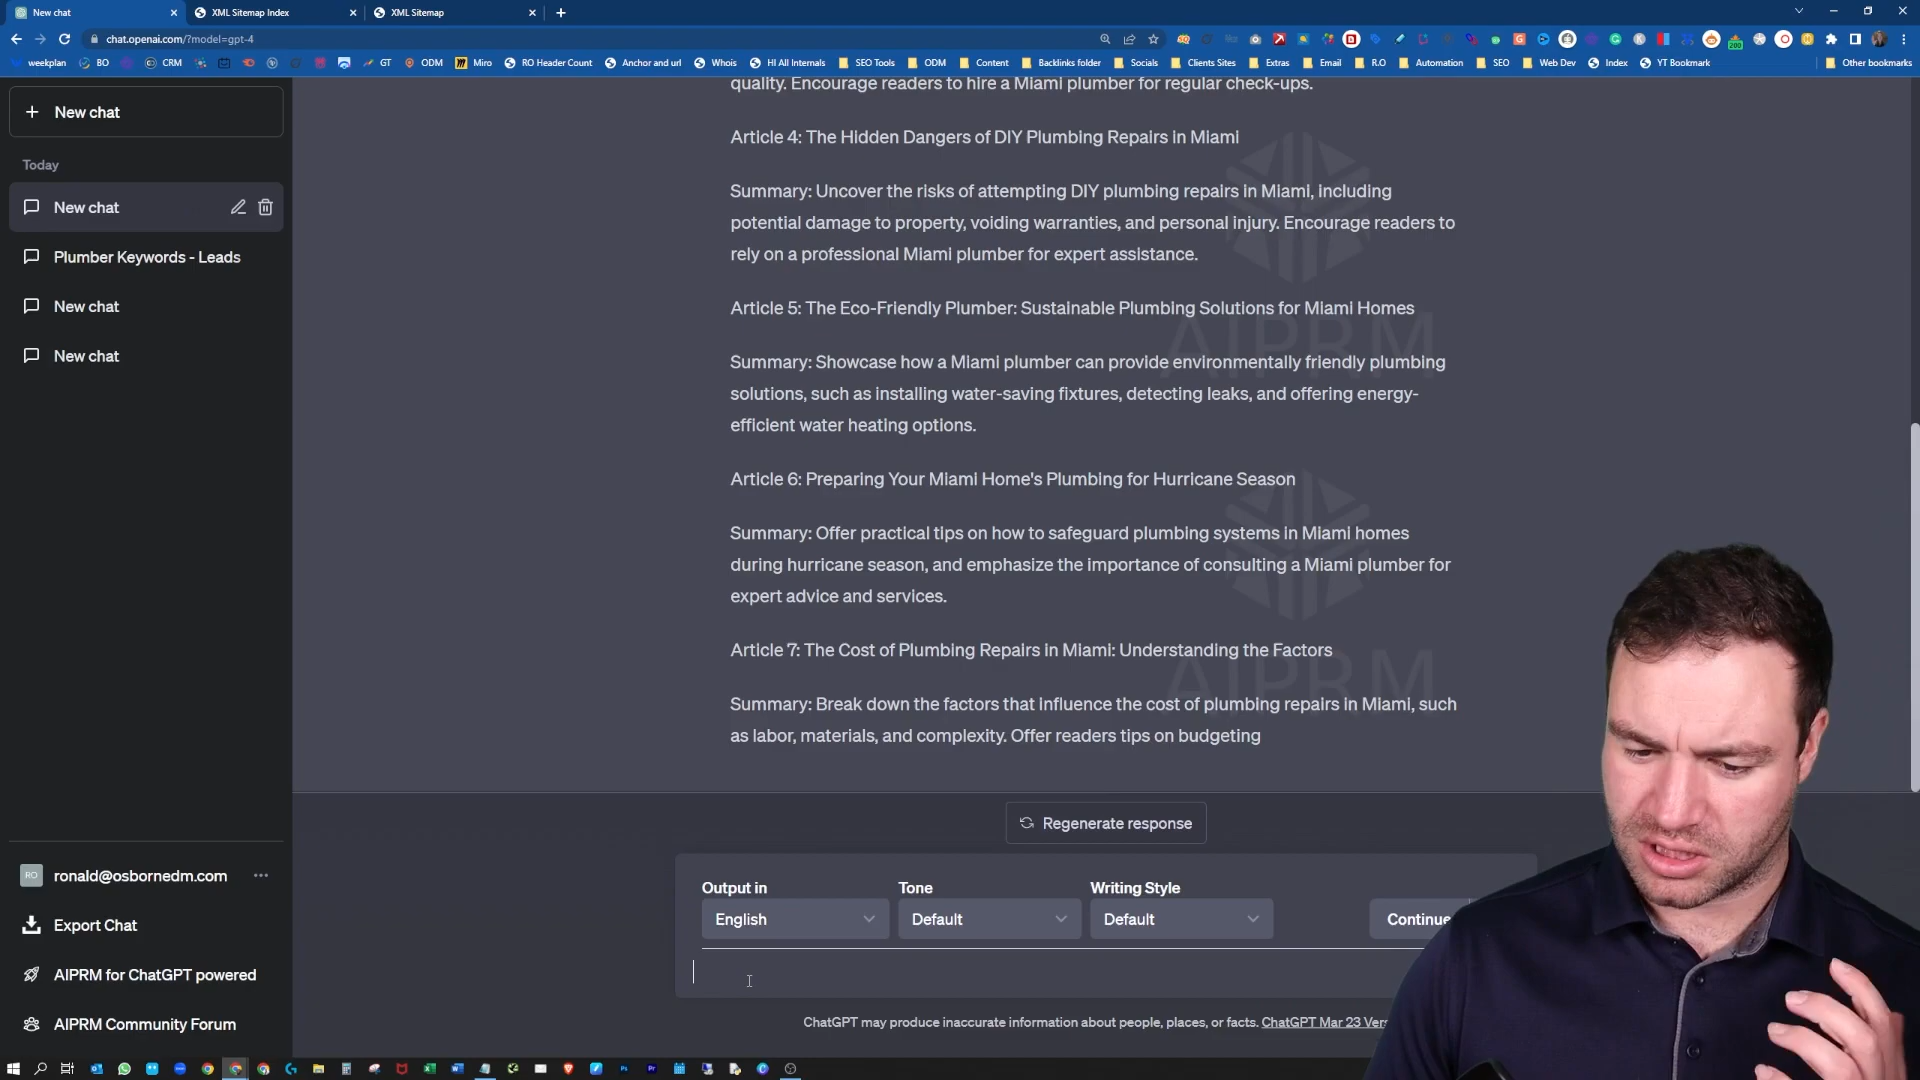 New chat
XML Sitemap Index
XML Sitemap
chat.openai.com/?model=gpt-4
weekplan
BO
CRM
GT
ODM
Miro
RO Header Count
Anchor and url
Whois
HI All Internals
SEO Tools
ODM
Content
Backlinks folder
Socials
Clients Sites
Extras
Email
R.O
Automation
SEO
Web Dev
Index
YT Bookmark
Other bookmarks
200
New chat
Today
New chat
Plumber Keywords - Leads
New chat
New chat
RO ronald@osbornedm.com
Export Chat
AIPRM for ChatGPT powered
AIPRM Community Forum
quality. Encourage readers to hire a Miami plumber for regular check-ups.
Article 4: The Hidden Dangers of DIY Plumbing Repairs in Miami
Summary: Uncover the risks of attempting DIY plumbing repairs in Miami, including
potential damage to property, voiding warranties, and personal injury. Encourage readers to
rely on a professional Miami plumber for expert assistance.
Article 5: The Eco-Friendly Plumber: Sustainable Plumbing Solutions for Miami Homes
AIPRM
Summary: Showcase how a Miami plumber can provide environmentally friendly plumbing
solutions, such as installing water-saving fixtures, detecting leaks, and offering energy-
efficient water heating options.
Article 6: Preparing Your Miami Home's Plumbing for Hurricane Season
Summary: Offer practical tips on how to safeguard plumbing systems in Miami homes
during hurricane season, and emphasize the importance of consulting a Miami plumber for
expert advice and services.
Article 7: The Cost of Plumbing Repairs in Miami: Understanding the Factors
AIPRM
Summary: Break down the factors that influence the cost of plumbing repairs in Miami, such
as labor, materials, and complexity. Offer readers tips on budgeting
Regenerate response
Output in
Tone
Writing Style
English
Default
Default
Continue
ChatGPT may produce inaccurate information about people, places, or facts. ChatGPT Mar 23 Ver